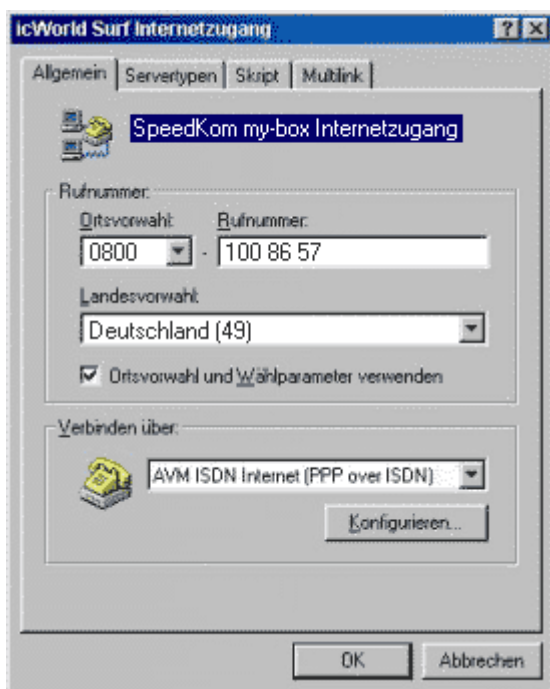 icWorld Surf Internetzugang
Allgemein Servertypen Skript Multilink
SpeedKom my-box Internetzugang
Rufnummer:
Ortsvorwahl: Rufnummer:
0800 - 100 86 57
Landesvorwahl:
Deutschland (49)
Ortsvorwahl und Wählparameter verwenden
Verbinden über:
AVM ISDN Internet (PPP over ISDN)
Konfigurieren...
OK Abbrechen